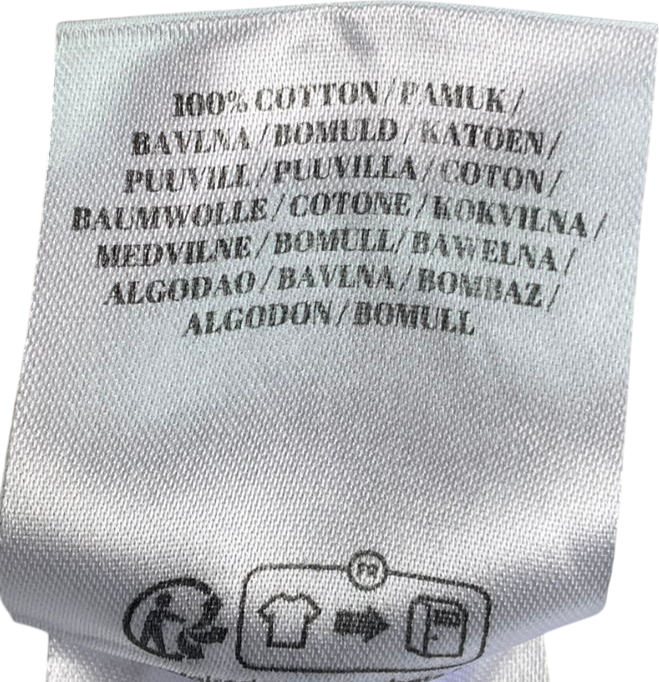 100% COTTON/PAMUK/
BAVLNA/BOMULD/KATOEN/
PUUVILL/PUUVILLA/COTON/
BAUMWOLLE/COTONE/KOKVILNA/
MEDVILNE/BOMULL/BAWELNA/
ALGODAO/BAVLNA/BOMBAZ/
ALGODON/BOMULL
FR